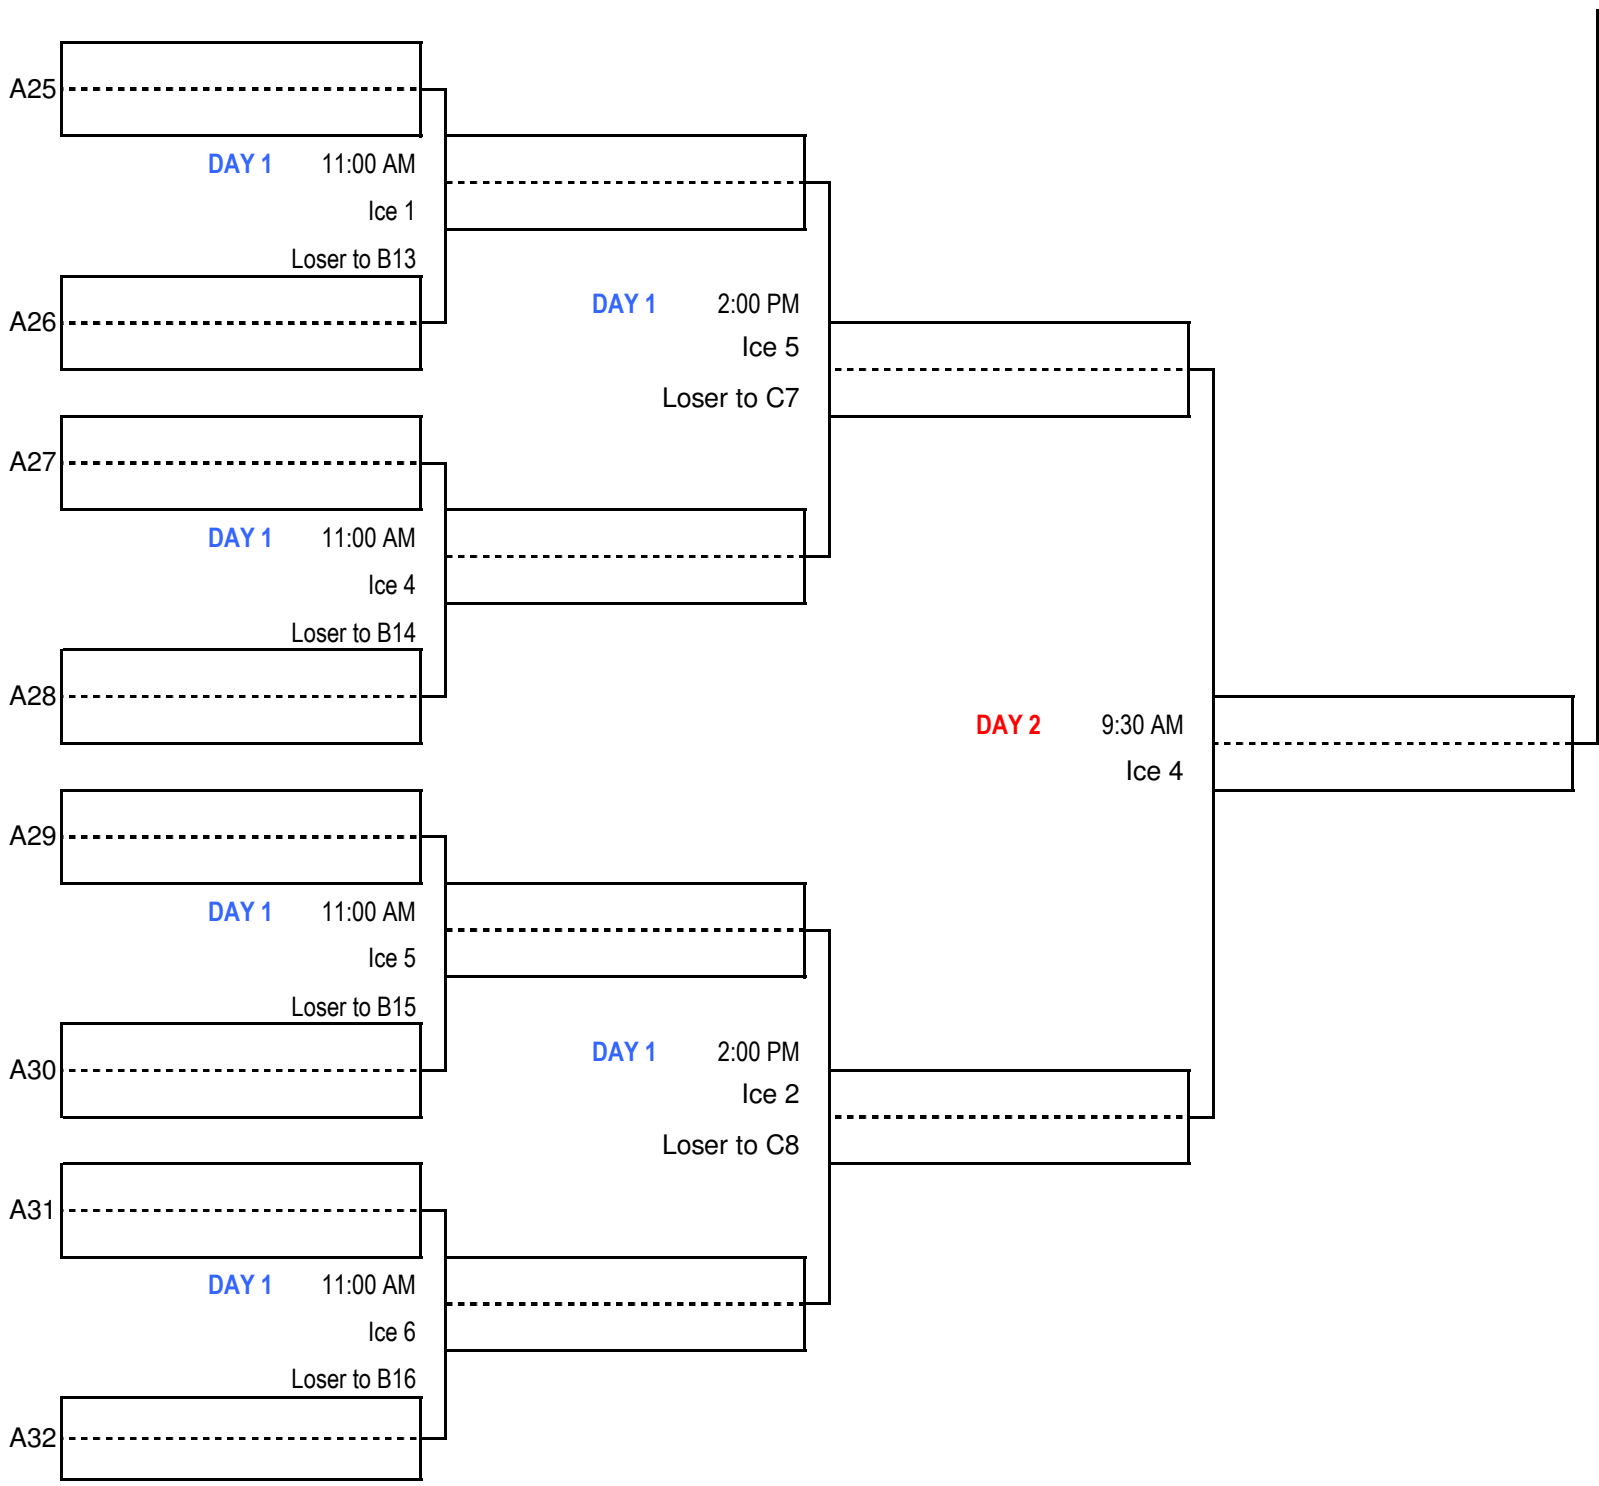 A25
DAY 1 11:00 AM
Ice 1
Loser to B13
A26
DAY 1 2:00 PM
Ice 5
Loser to C7
A27
DAY 1 11:00 AM
Ice 4
Loser to B14
A28
DAY 2 9:30 AM
Ice 4
A29
DAY 1 11:00 AM
Ice 5
Loser to B15
A30
DAY 1 2:00 PM
Ice 2
Loser to C8
A31
DAY 1 11:00 AM
Ice 6
Loser to B16
A32